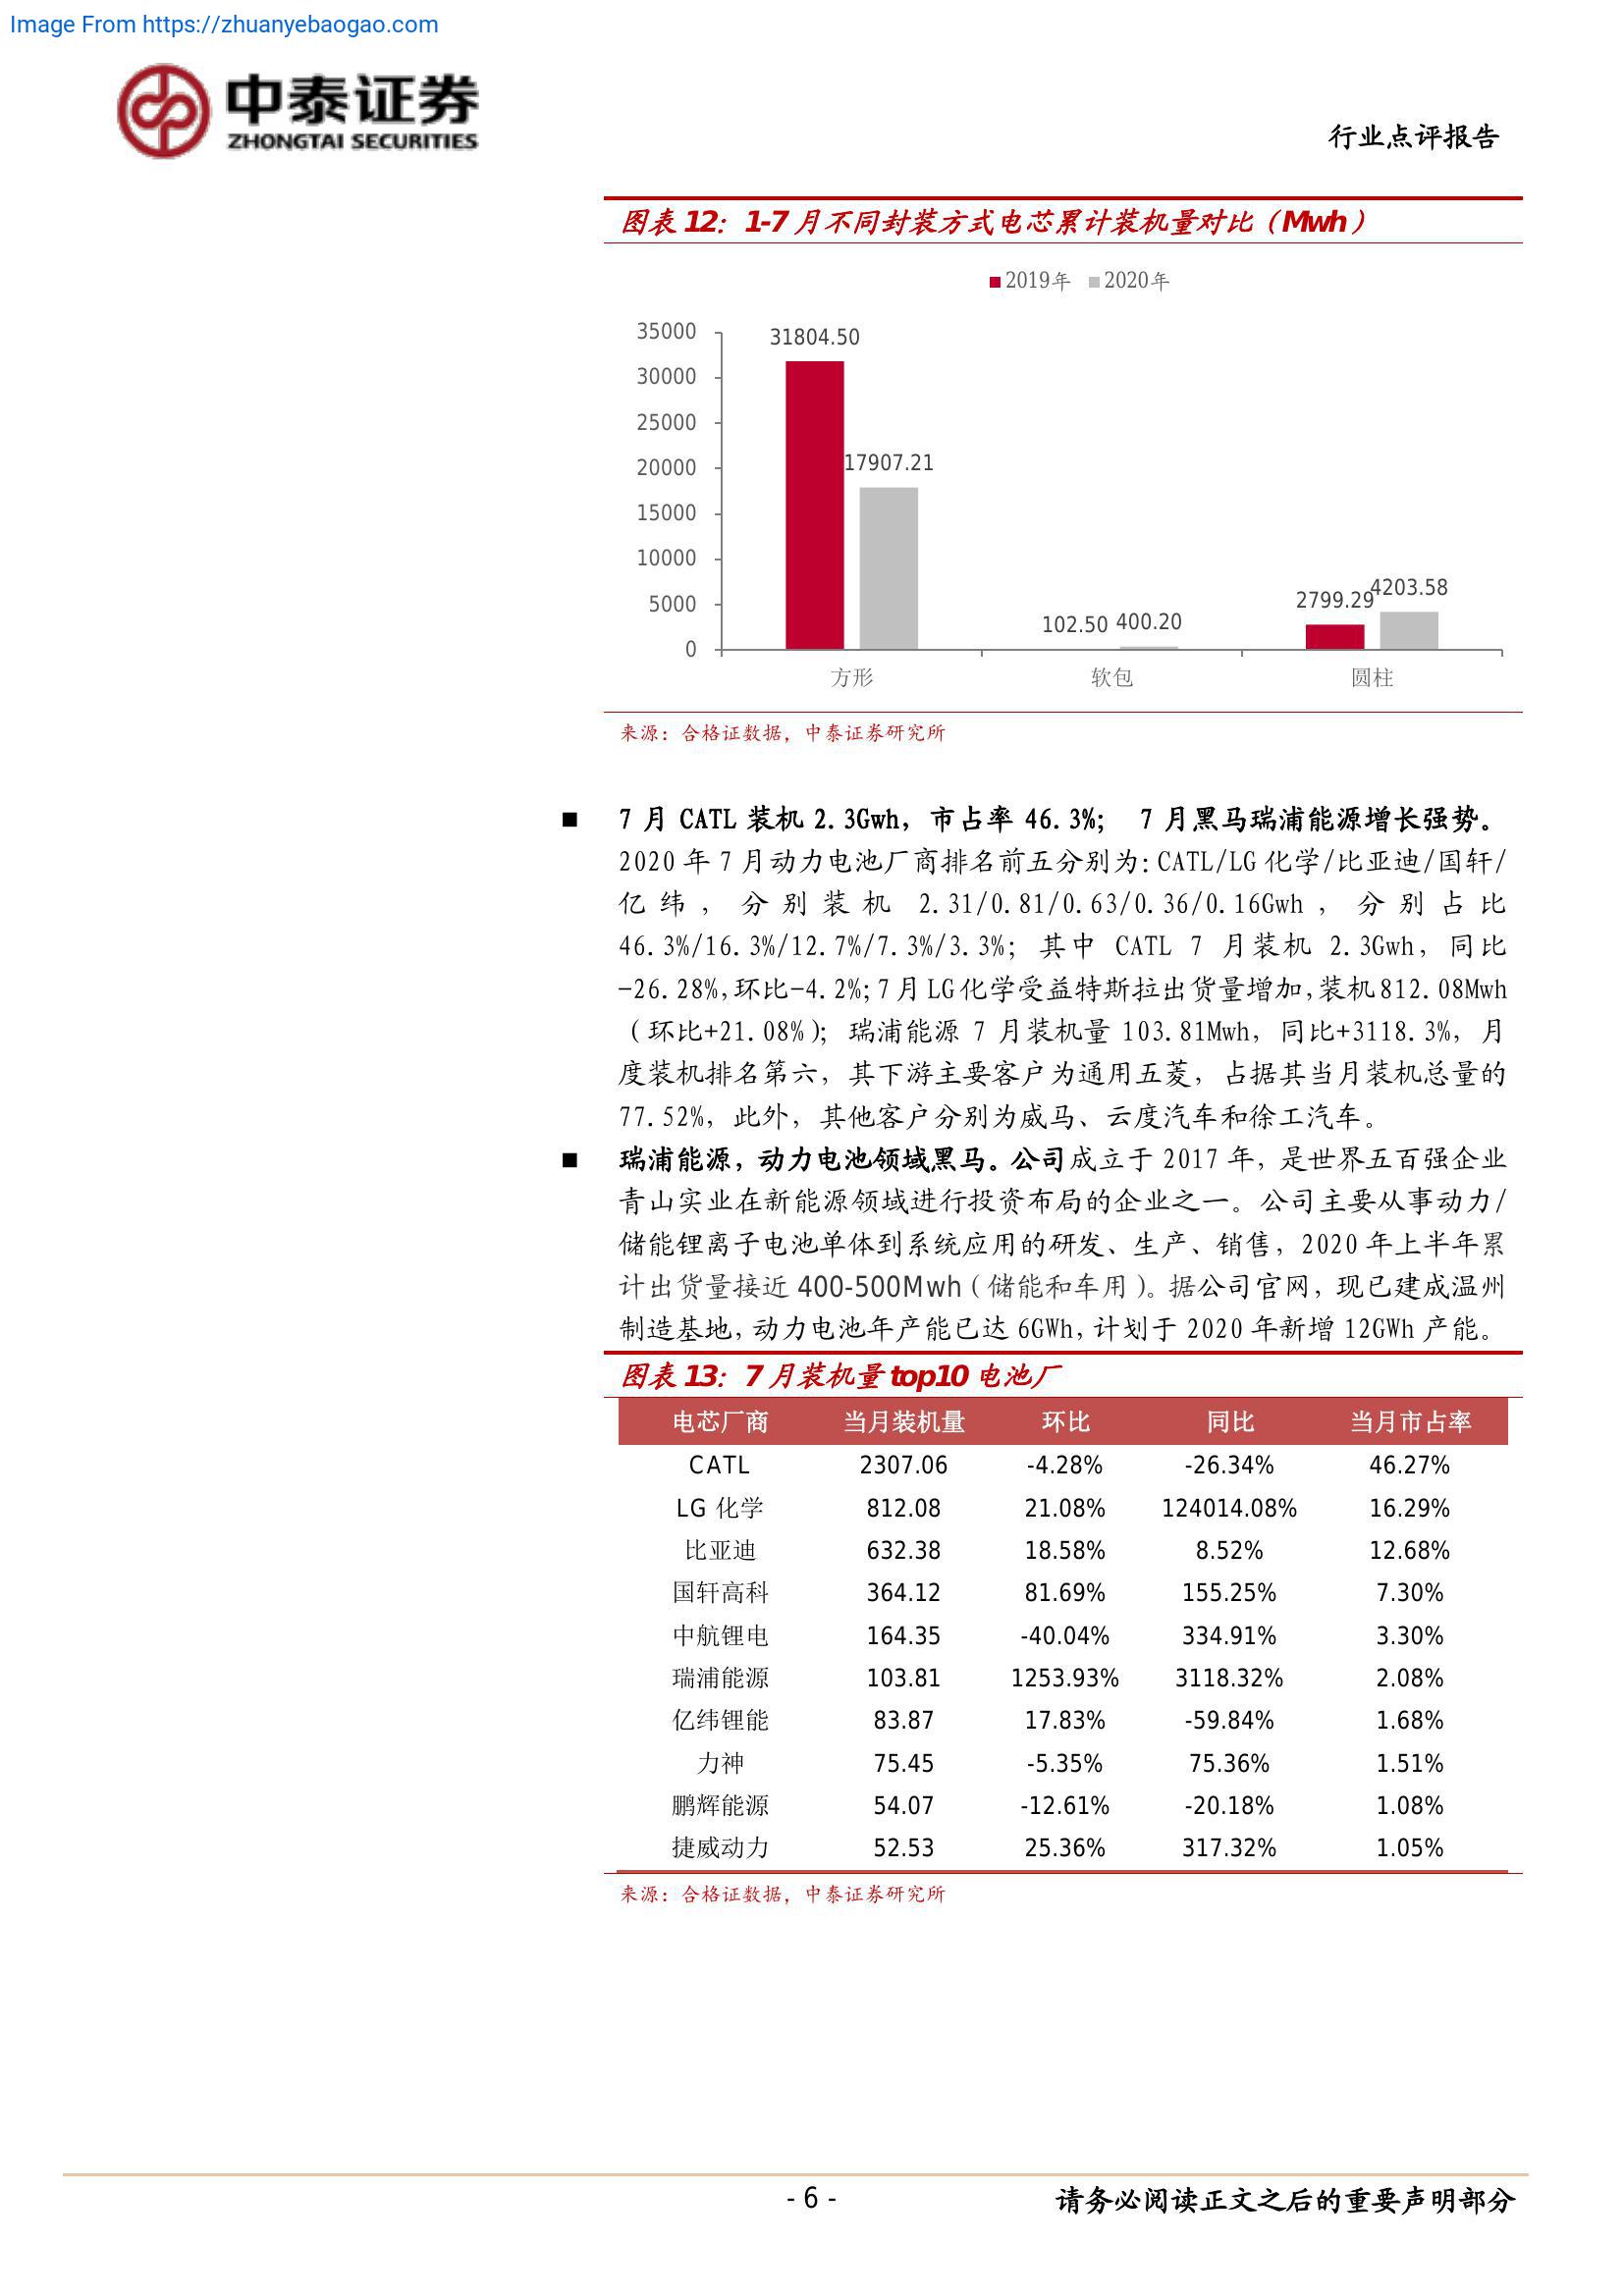 Image From https://zhuanyebaogao.com
中泰证券
ZHONGTAI SECURITIES
行业点评报告
图表 12：1-7 月不同封装方式电芯累计装机量对比（Mwh）
2019年 2020年
35000
30000
25000
20000
15000
10000
5000
0
31804.50
17907.21
102.50 400.20
2799.29
4203.58
方形 软包 圆柱
来源：合格证数据，中泰证券研究所
■ 7 月 CATL 装机 2.3Gwh，市占率 46.3%； 7 月黑马瑞浦能源增长强势。
2020 年 7 月动力电池厂商排名前五分别为：CATL/LG 化学/比亚迪/国轩/
亿纬，分别装机 2.31/0.81/0.63/0.36/0.16Gwh，分别占比
46.3%/16.3%/12.7%/7.3%/3.3%；其中 CATL 7 月装机 2.3Gwh，同比
-26.28%，环比-4.2%；7 月 LG 化学受益特斯拉出货量增加，装机 812.08Mwh
（环比+21.08%）；瑞浦能源 7 月装机量 103.81Mwh，同比+3118.3%，月
度装机排名第六，其下游主要客户为通用五菱，占据其当月装机总量的
77.52%，此外，其他客户分别为威马、云度汽车和徐工汽车。
■ 瑞浦能源，动力电池领域黑马。公司成立于 2017 年，是世界五百强企业
青山实业在新能源领域进行投资布局的企业之一。公司主要从事动力/
储能锂离子电池单体到系统应用的研发、生产、销售，2020 年上半年累
计出货量接近 400-500Mwh（储能和车用）。据公司官网，现已建成温州
制造基地，动力电池年产能已达 6GWh，计划于 2020 年新增 12GWh 产能。
图表 13：7 月装机量 top10 电池厂
电芯厂商 当月装机量 环比 同比 当月市占率
CATL 2307.06 -4.28% -26.34% 46.27%
LG 化学 812.08 21.08% 124014.08% 16.29%
比亚迪 632.38 18.58% 8.52% 12.68%
国轩高科 364.12 81.69% 155.25% 7.30%
中航锂电 164.35 -40.04% 334.91% 3.30%
瑞浦能源 103.81 1253.93% 3118.32% 2.08%
亿纬锂能 83.87 17.83% -59.84% 1.68%
力神 75.45 -5.35% 75.36% 1.51%
鹏辉能源 54.07 -12.61% -20.18% 1.08%
捷威动力 52.53 25.36% 317.32% 1.05%
来源：合格证数据，中泰证券研究所
- 6 -
请务必阅读正文之后的重要声明部分